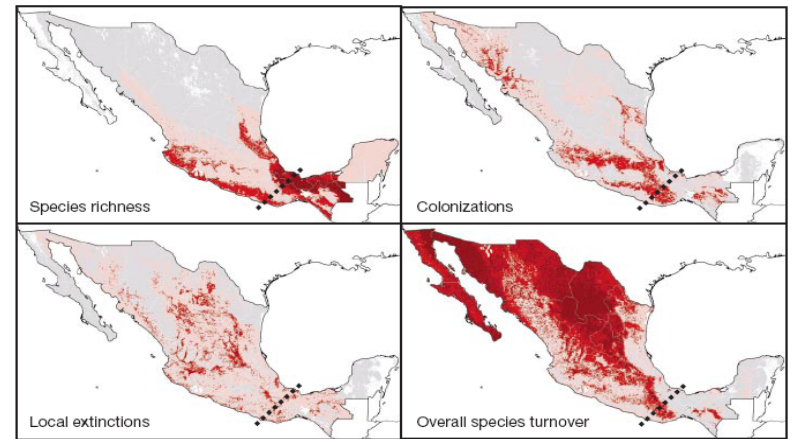 Species richness
Colonizations
Local extinctions
Overall species turnover